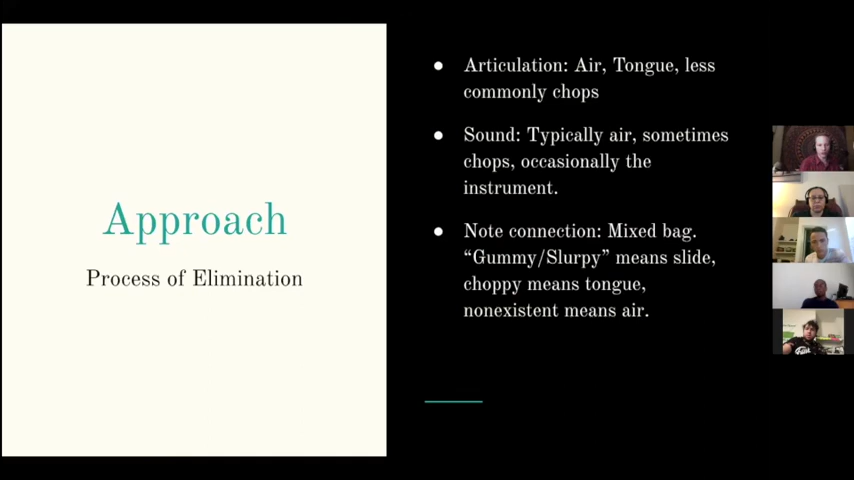 Approach
Process of Elimination
● Articulation: Air, Tongue, less
commonly chops
● Sound: Typically air, sometimes
chops, occasionally the
instrument.
● Note connection: Mixed bag.
“Gummy/Slurpy” means slide,
choppy means tongue,
nonexistent means air.